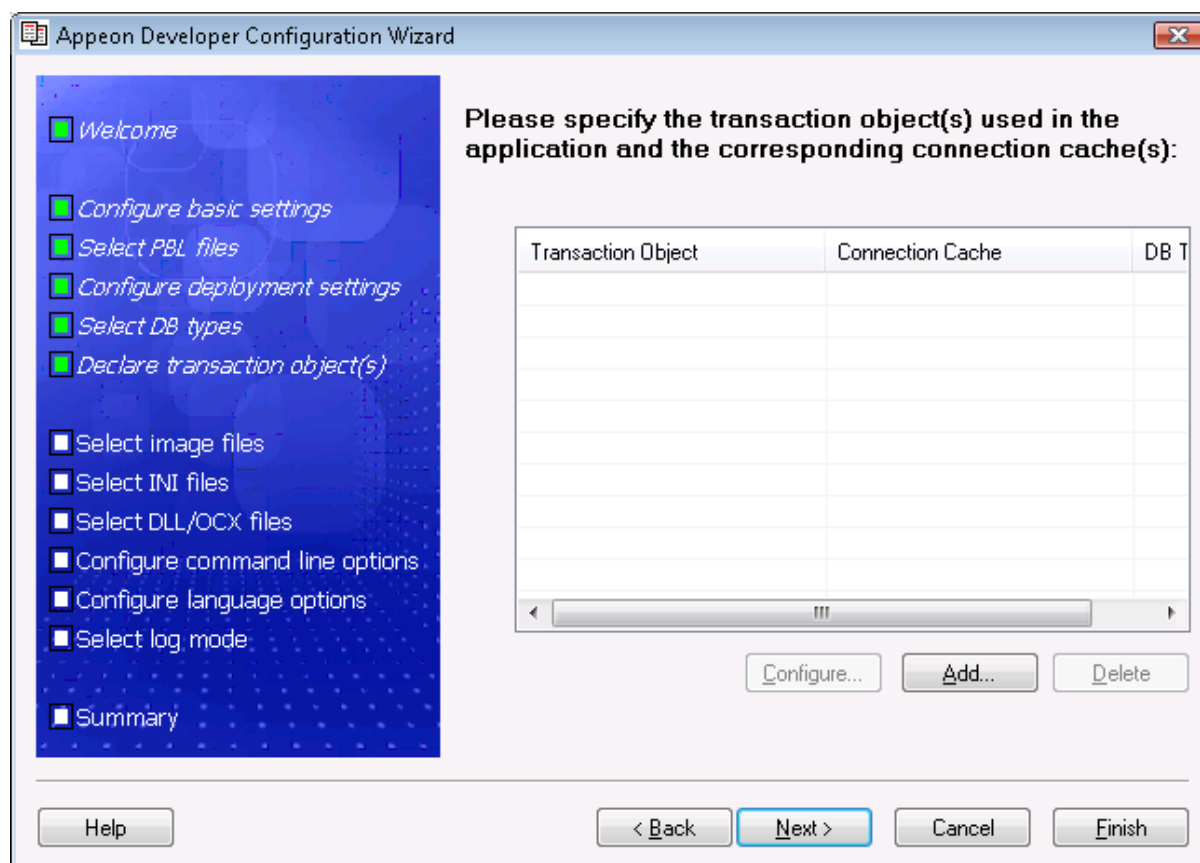 Appeon Developer Configuration Wizard
Welcome
Configure basic settings
Select PBL files
Configure deployment settings
Select DB types
Declare transaction object(s)
Select image files
Select INI files
Select DLL/OCX files
Configure command line options
Configure language options
Select log mode
Summary
Please specify the transaction object(s) used in the
application and the corresponding connection cache(s):
Transaction Object Connection Cache DB T
Configure... Add... Delete
Help < Back Next > Cancel Finish